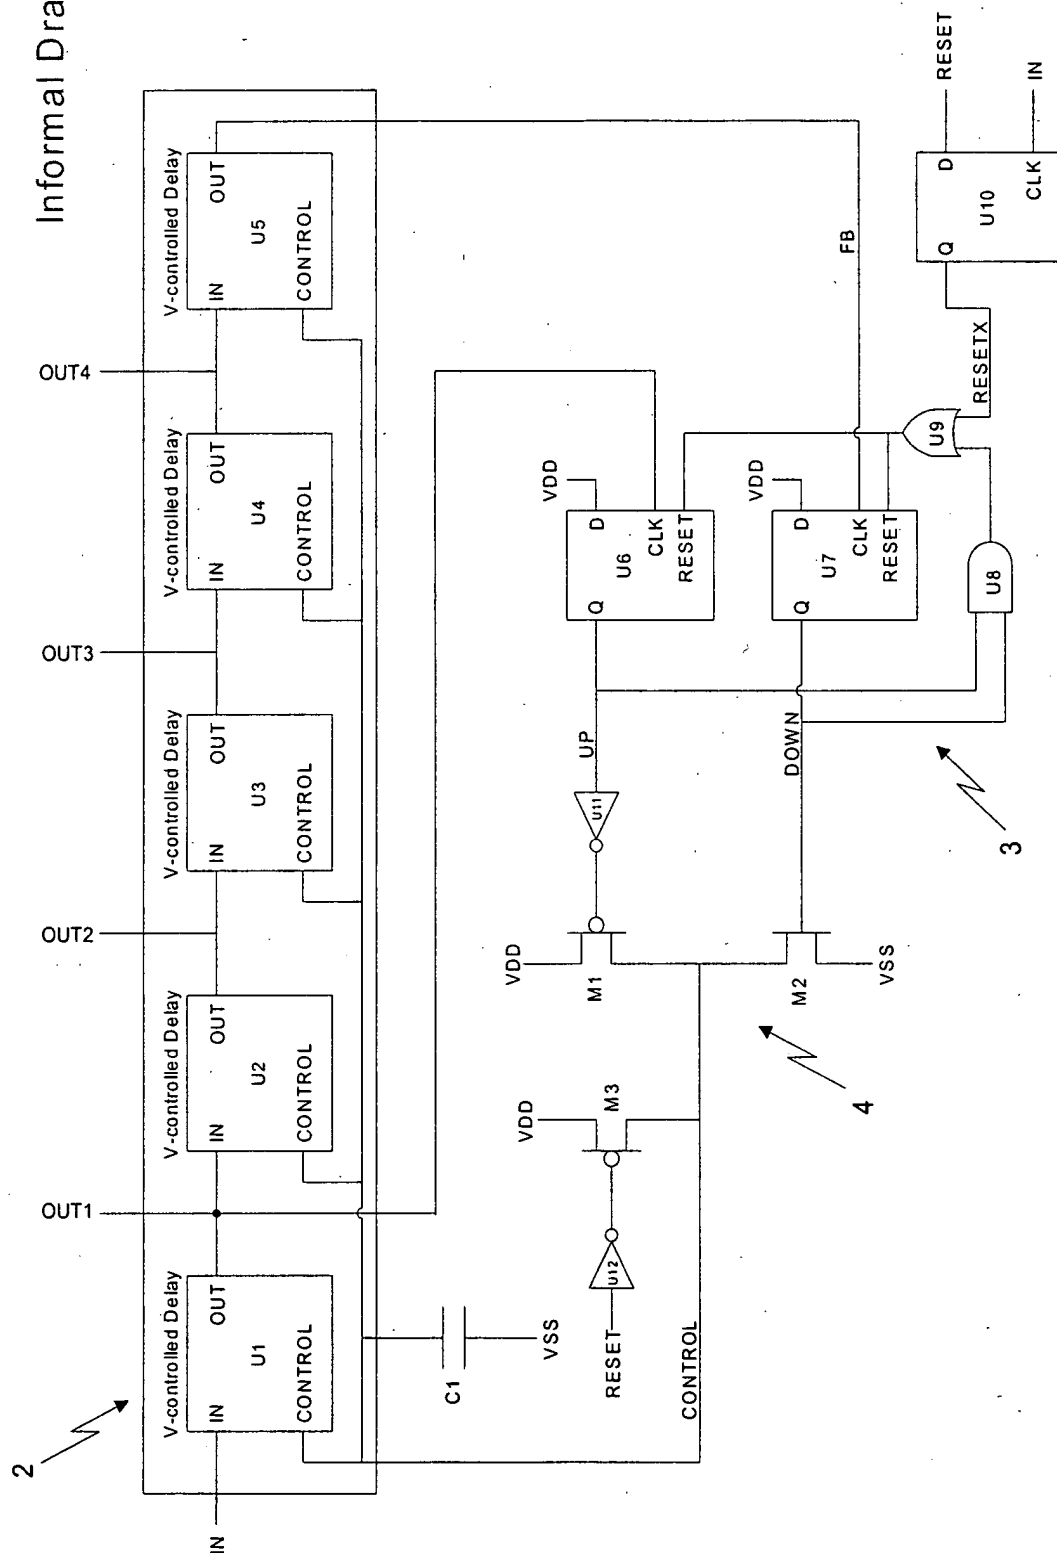 Informal Dra
V-controlled Delay
IN
OUT
U1
CONTROL
V-controlled Delay
IN
OUT
U2
CONTROL
V-controlled Delay
IN
OUT
U3
CONTROL
V-controlled Delay
IN
OUT
U4
CONTROL
V-controlled Delay
IN
OUT
U5
CONTROL
2
IN
OUT1
OUT2
OUT3
OUT4
C1
VSS
VDD
Q
D
U6
CLK
RESET
UP
U11
VDD
M1
VDD
M3
U12
RESET
CONTROL
VDD
Q
D
U7
CLK
RESET
DOWN
M2
VSS
4
FB
U8
U9
3
RESETX
Q
D
U10
CLK
RESET
IN